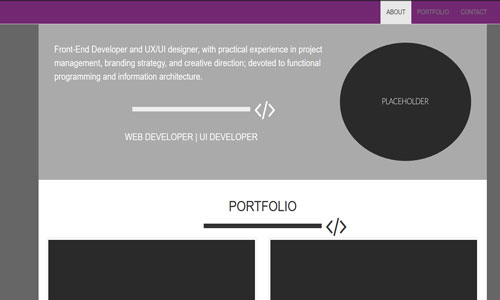 ABOUT PORTFOLIO CONTACT
Front-End Developer and UX/UI designer, with practical experience in project
management, branding strategy, and creative direction; devoted to functional
programming and information architecture.
PLACEHOLDER
</>
WEB DEVELOPER | UI DEVELOPER
PORTFOLIO
</>